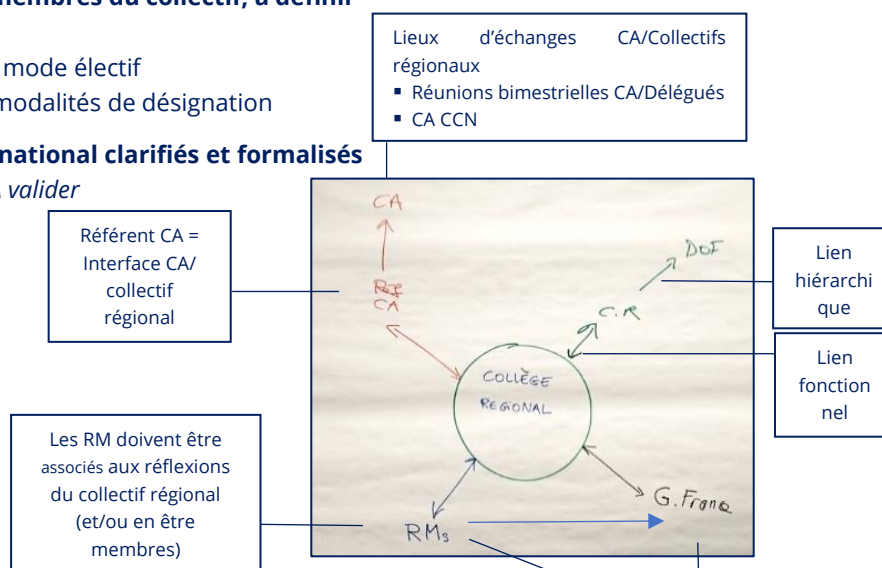 membres du collectif, à définir
mode électif
modalités de désignation
national clarifiés et formalisés
valider
Lieux d'échanges CA/Collectifs
régionaux
▪ Réunions bimestrielles CA/Délégués
▪ CA CCN
Référent CA =
Interface CA/
collectif
régional
CA
CA
DOF
C.R
Lien
hiérarchi
que
Lien
fonction
nel
COLLÈGE
REGIONAL
Les RM doivent être
associés aux réflexions
du collectif régional
(et/ou en être
membres)
RMs
G.Franq